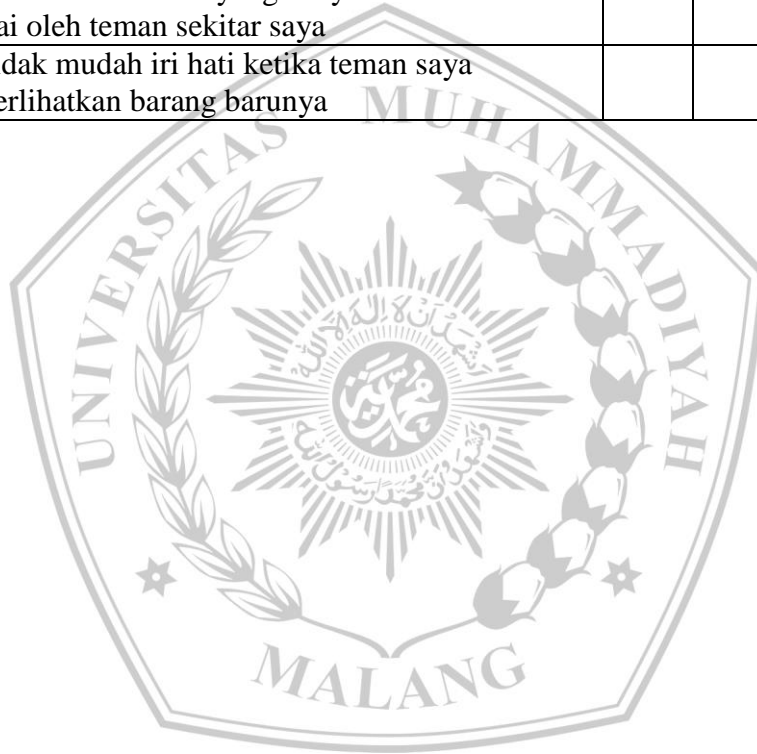 ai oleh teman sekitar saya
dak mudah iri hati ketika teman saya
erlihatkan barang barunya
UNIVERSITAS MUHAMMADIYAH
MALANG